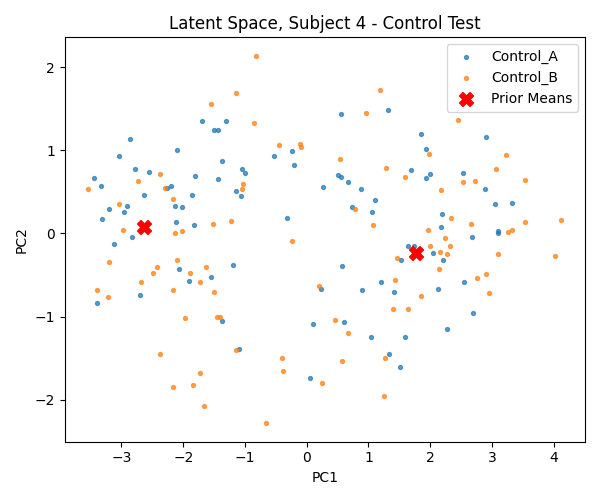 Latent Space, Subject 4 - Control Test
Control_A
Control_B
Prior Means
PC2
2
1
0
−1
−2
−3
−2
−1
0
1
2
3
4
PC1